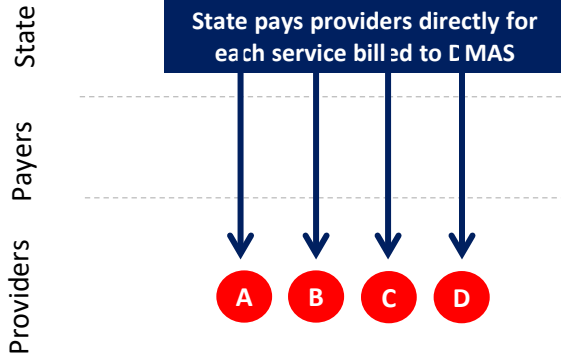 State
State pays providers directly for
each service billed to DMAS
Payers
Providers
A B C D